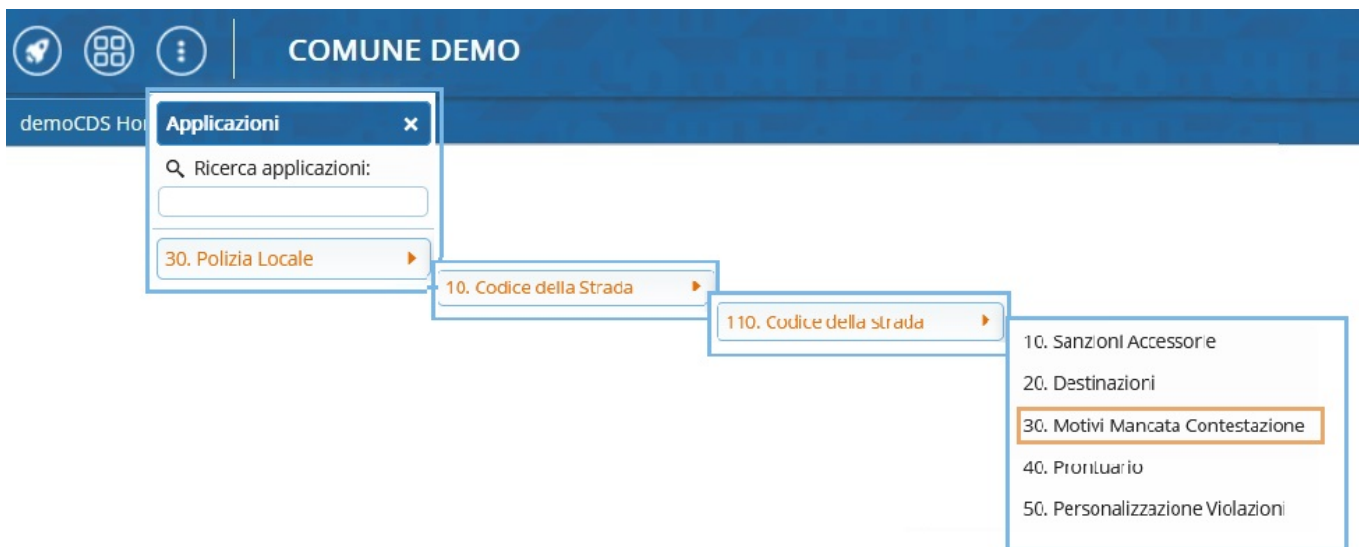 COMUNE DEMO
demoCDS Hor
Applicazioni ×
Ricerca applicazioni:
30. Polizia Locale
10. Codice della Strada
110. Codice della strada
10. Sanzioni Accessorie
20. Destinazioni
30. Motivi Mancata Contestazione
40. Prontuario
50. Personalizzazione Violazioni